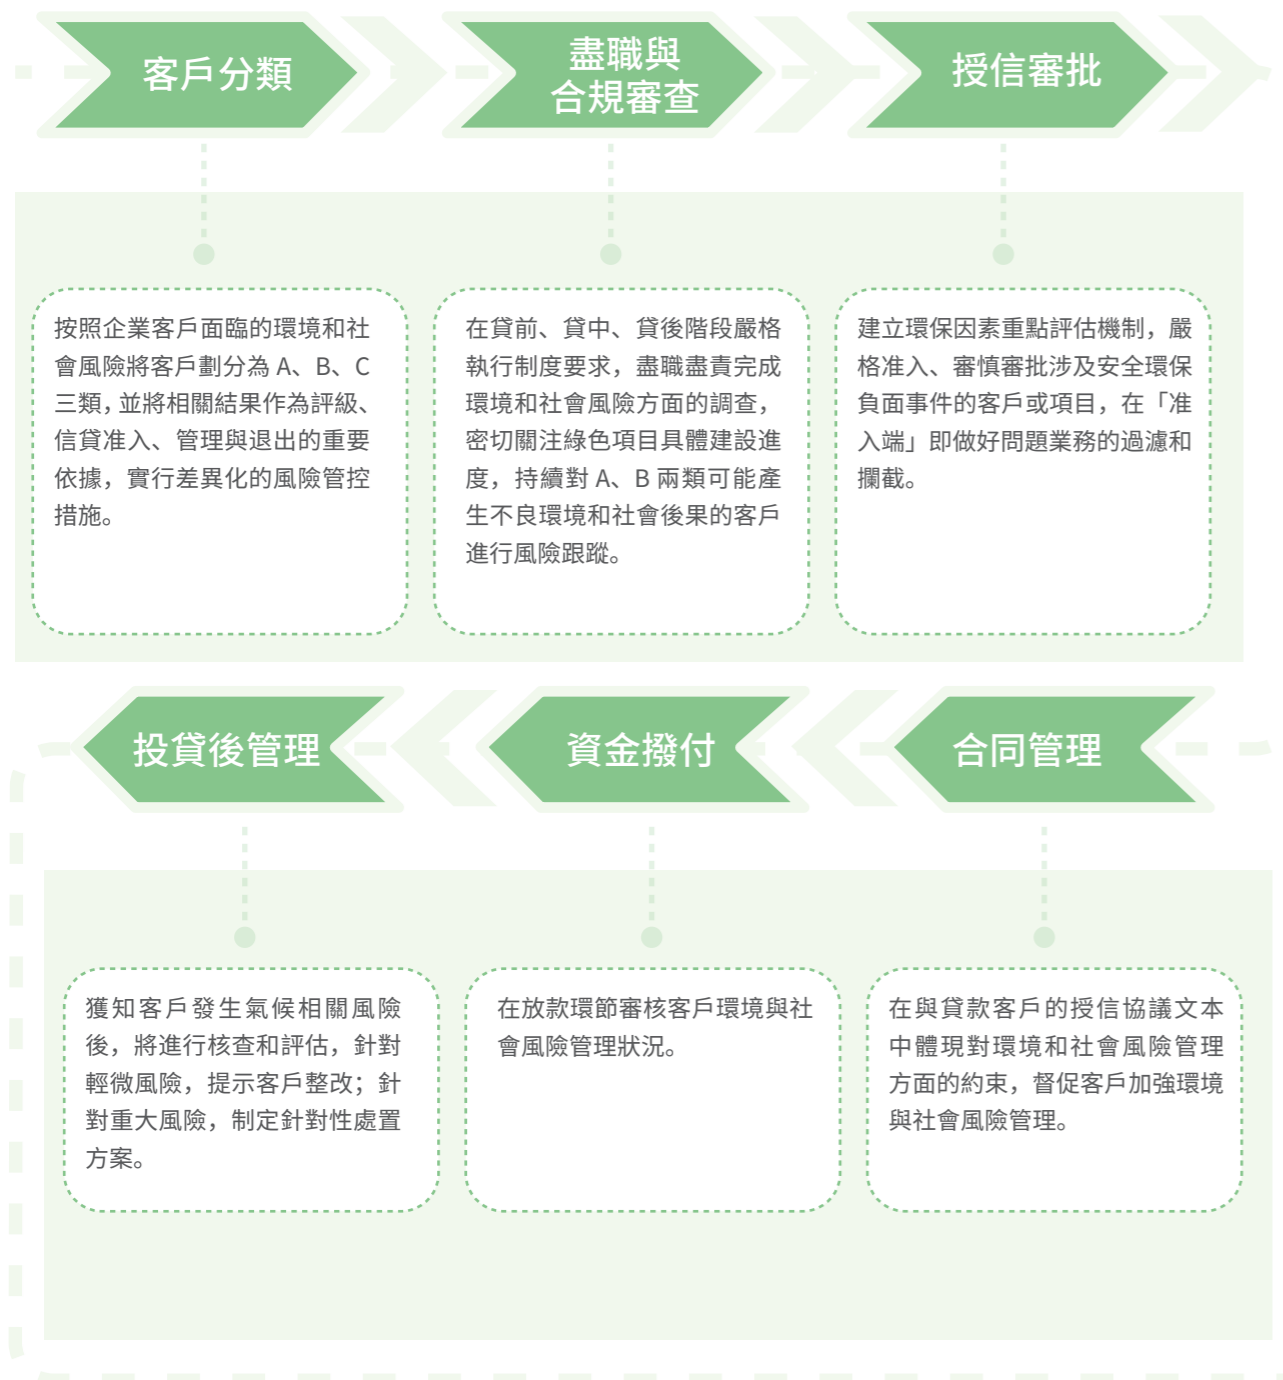 客戶分類
按照企業客戶面臨的環境和社
會風險將客戶劃分為 A、B、C
三類，並將相關結果作為評級、
信貸准入、管理與退出的重要
依據，實行差異化的風險管控
措施。
盡職與
合規審查
在貸前、貸中、貸後階段嚴格
執行制度要求，盡職盡責完成
環境和社會風險方面的調查，
密切關注綠色項目具體建設進
度，持續對 A、B 兩類可能產
生不良環境和社會後果的客戶
進行風險跟蹤。
授信審批
建立環保因素重點評估機制，嚴
格准入、審慎審批涉及安全環保
負面事件的客戶或項目，在「准
入端」即做好問題業務的過濾和
攔截。
合同管理
在與貸款客戶的授信協議文本
中體現對環境和社會風險管理
方面的約束，督促客戶加強環境
與社會風險管理。
資金撥付
在放款環節審核客戶環境與社
會風險管理狀況。
投貸後管理
獲知客戶發生氣候相關風險
後，將進行核查和評估，針對
輕微風險，提示客戶整改；針
對重大風險，制定針對性處置
方案。